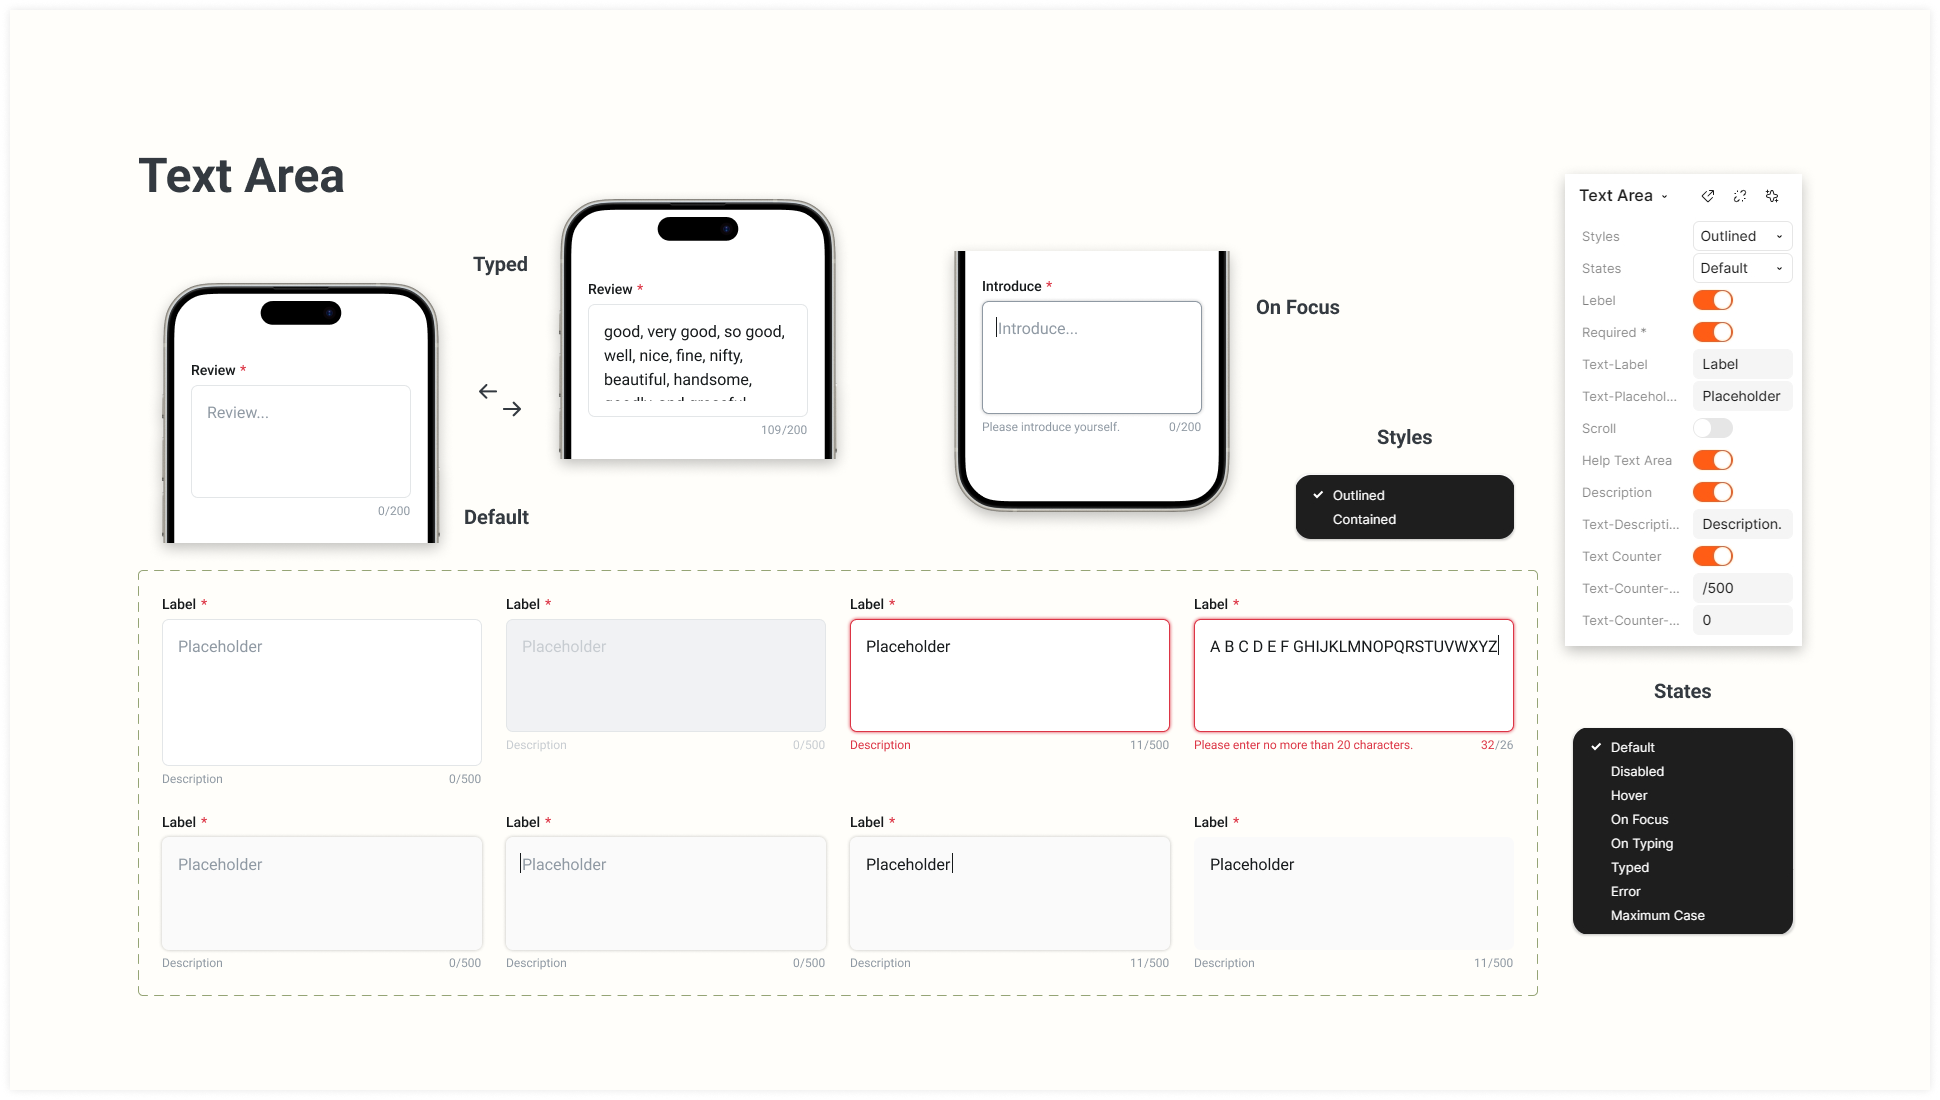 Text Area
Typed
Review *
good, very good, so good,
well, nice, fine, nifty,
beautiful, handsome,
goodly, and graceful
109/200
Review *
Review...
0/200
Default
Introduce *
Introduce...
Please introduce yourself.
0/200
On Focus
Styles
Outlined
Contained
Text Area
Styles
Outlined
States
Default
Lebel
Required *
Text-Label
Label
Text-Placehol...
Placeholder
Scroll
Help Text Area
Description
Text-Descripti...
Description.
Text Counter
Text-Counter-...
/500
Text-Counter-...
0
States
Default
Disabled
Hover
On Focus
On Typing
Typed
Error
Maximum Case
Label *
Placeholder
Description
0/500
Label *
Placeholder
Description
0/500
Label *
Placeholder
Description
11/500
Label *
A B C D E F GHIJKLMNOPQRSTUVWXYZ
Please enter no more than 20 characters.
32/26
Label *
Placeholder
Description
0/500
Label *
Placeholder
Description
0/500
Label *
Placeholder
Description
11/500
Label *
Placeholder
Description
11/500